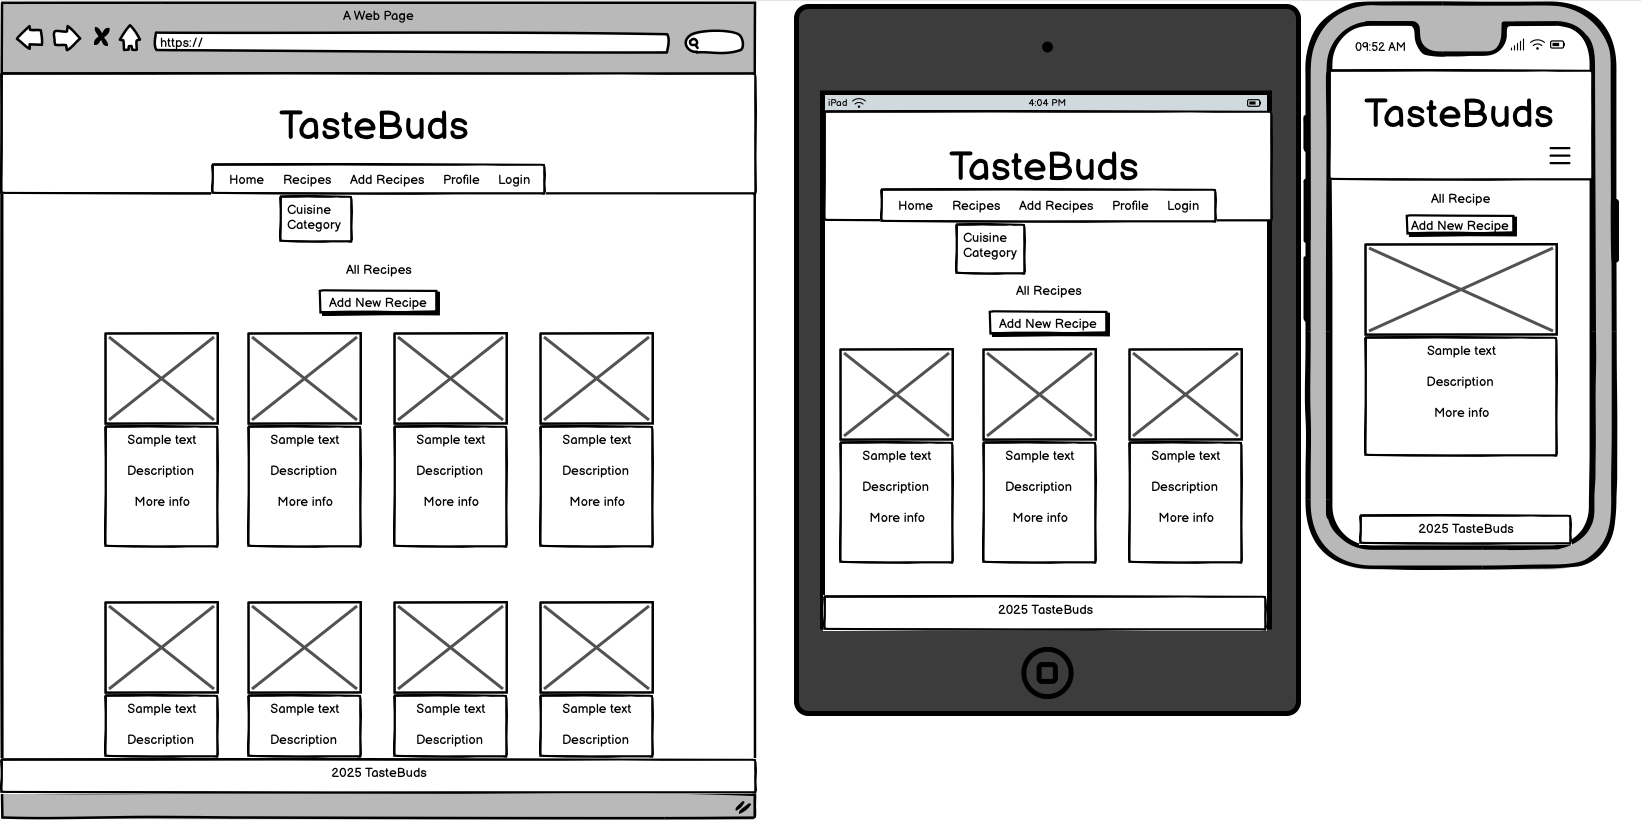 A Web Page
https://
TasteBuds
Home Recipes Add Recipes Profile Login
Cuisine
Category
All Recipes
Add New Recipe
Sample text Sample text Sample text Sample text
Description Description Description Description
More info More info More info More info
Sample text Sample text Sample text Sample text
Description Description Description Description
2025 TasteBuds
iPad 4:04 PM
TasteBuds
Home Recipes Add Recipes Profile Login
Cuisine
Category
All Recipes
Add New Recipe
Sample text Sample text Sample text
Description Description Description
More info More info More info
2025 TasteBuds
09:52 AM
TasteBuds
All Recipe
Add New Recipe
Sample text
Description
More info
2025 TasteBuds